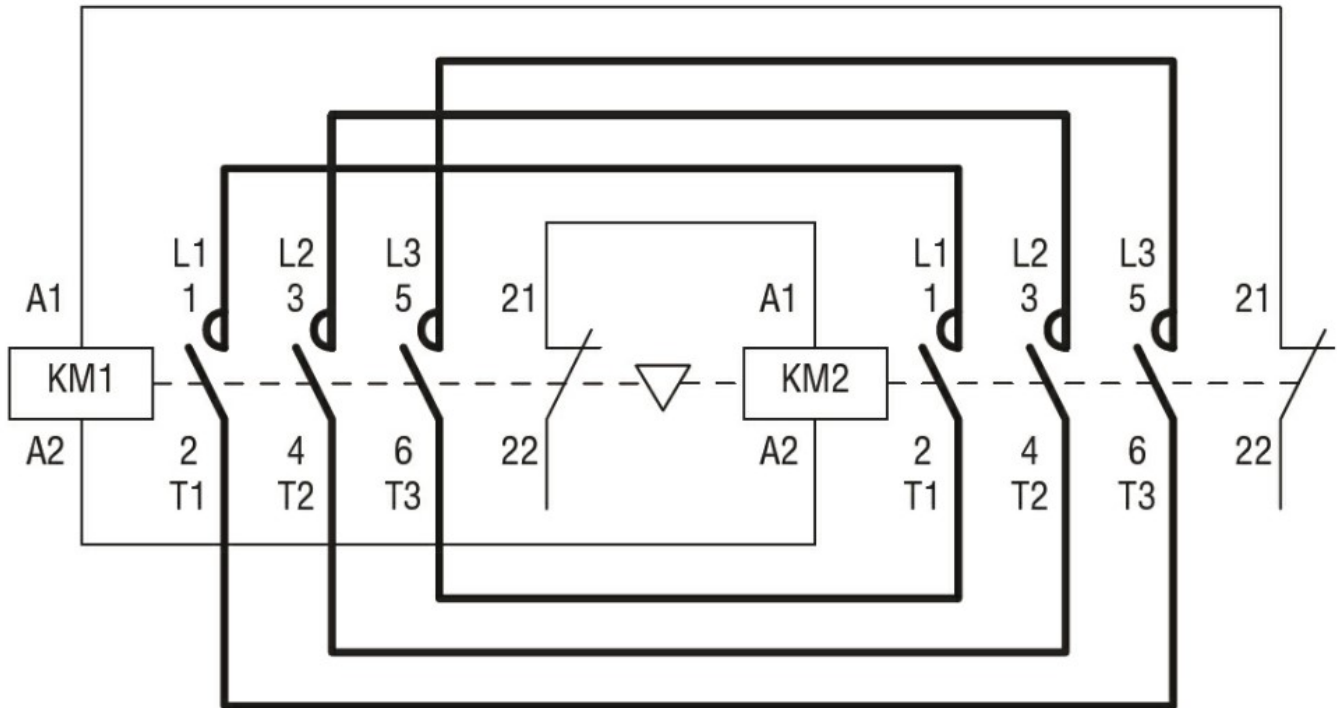 L1 L2 L3 L1 L2 L3
A1 1 3 5 21 A1 1 3 5 21
KM1 KM2
A2 2 4 6 22 A2 2 4 6 22
T1 T2 T3 T1 T2 T3